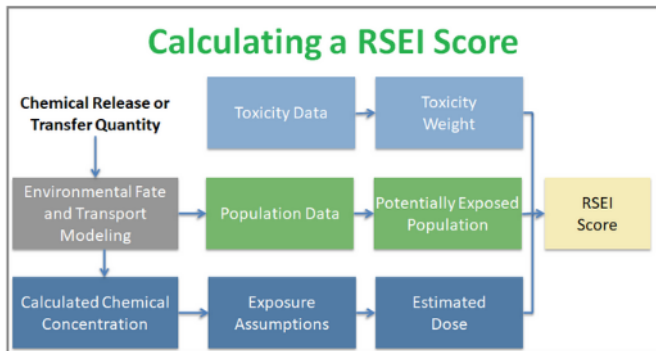 Calculating a RSEI Score
Chemical Release or
Transfer Quantity
Toxicity Data
Toxicity
Weight
Environmental Fate
and Transport
Modeling
Population Data
Potentially Exposed
Population
RSEI
Score
Calculated Chemical
Concentration
Exposure
Assumptions
Estimated
Dose